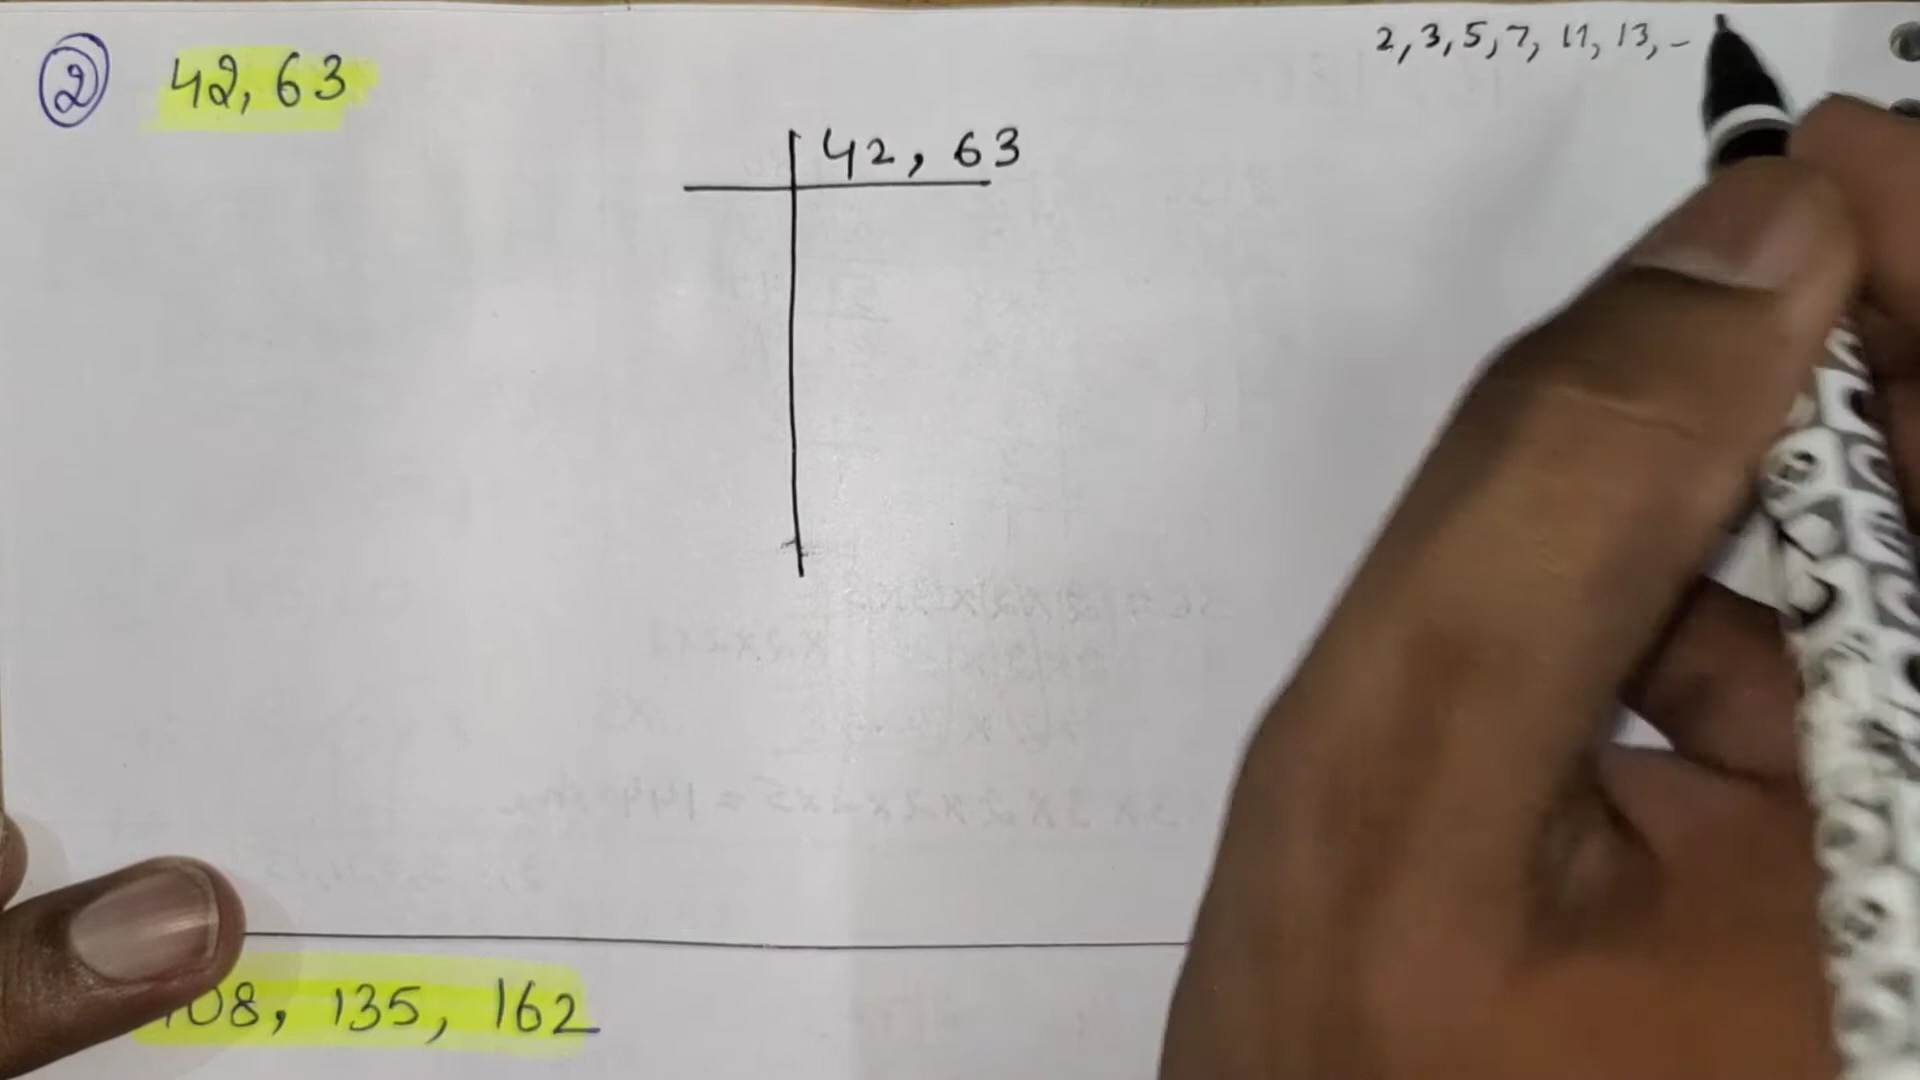 ② 42, 63
2, 3, 5, 7, 11, 13, -
42, 63
08, 135, 162